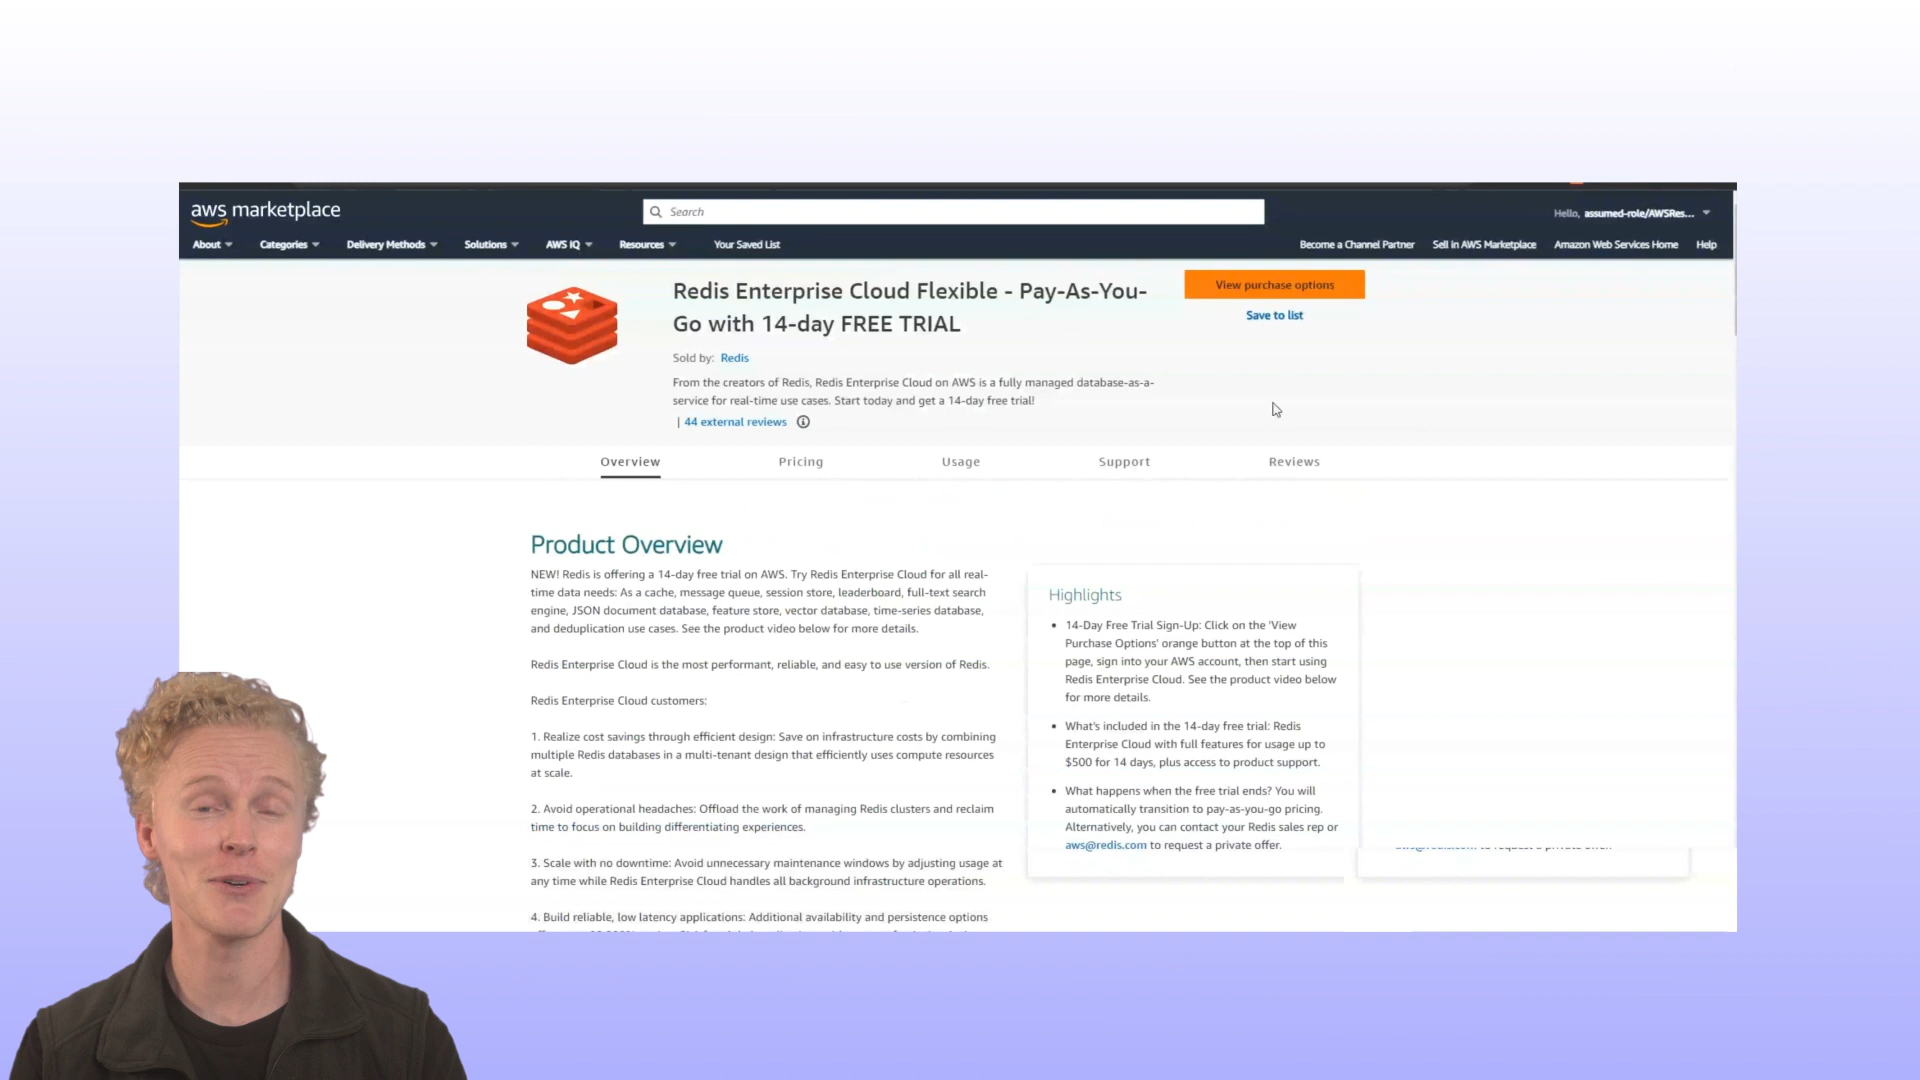 aws marketplace
Search
Hello, assumed-role/AWSRes...
About
Categories
Delivery Methods
Solutions
AWS IQ
Resources
Your Saved List
Become a Channel Partner
Sell in AWS Marketplace
Amazon Web Services Home
Help
Redis Enterprise Cloud Flexible - Pay-As-You-
Go with 14-day FREE TRIAL
View purchase options
Save to list
Sold by: Redis
From the creators of Redis, Redis Enterprise Cloud on AWS is a fully managed database-as-a-
service for real-time use cases. Start today and get a 14-day free trial!
| 44 external reviews
Overview
Pricing
Usage
Support
Reviews
Product Overview
NEW! Redis is offering a 14-day free trial on AWS. Try Redis Enterprise Cloud for all real-
time data needs: As a cache, message queue, session store, leaderboard, full-text search
engine, JSON document database, feature store, vector database, time-series database,
and deduplication use cases. See the product video below for more details.
Redis Enterprise Cloud is the most performant, reliable, and easy to use version of Redis.
Redis Enterprise Cloud customers:
1. Realize cost savings through efficient design: Save on infrastructure costs by combining
multiple Redis databases in a multi-tenant design that efficiently uses compute resources
at scale.
2. Avoid operational headaches: Offload the work of managing Redis clusters and reclaim
time to focus on building differentiating experiences.
3. Scale with no downtime: Avoid unnecessary maintenance windows by adjusting usage at
any time while Redis Enterprise Cloud handles all background infrastructure operations.
4. Build reliable, low latency applications: Additional availability and persistence options
Highlights
• 14-Day Free Trial Sign-Up: Click on the 'View
Purchase Options' orange button at the top of this
page, sign into your AWS account, then start using
Redis Enterprise Cloud. See the product video below
for more details.
• What's included in the 14-day free trial: Redis
Enterprise Cloud with full features for usage up to
$500 for 14 days, plus access to product support.
• What happens when the free trial ends? You will
automatically transition to pay-as-you-go pricing.
Alternatively, you can contact your Redis sales rep or
aws@redis.com to request a private offer.